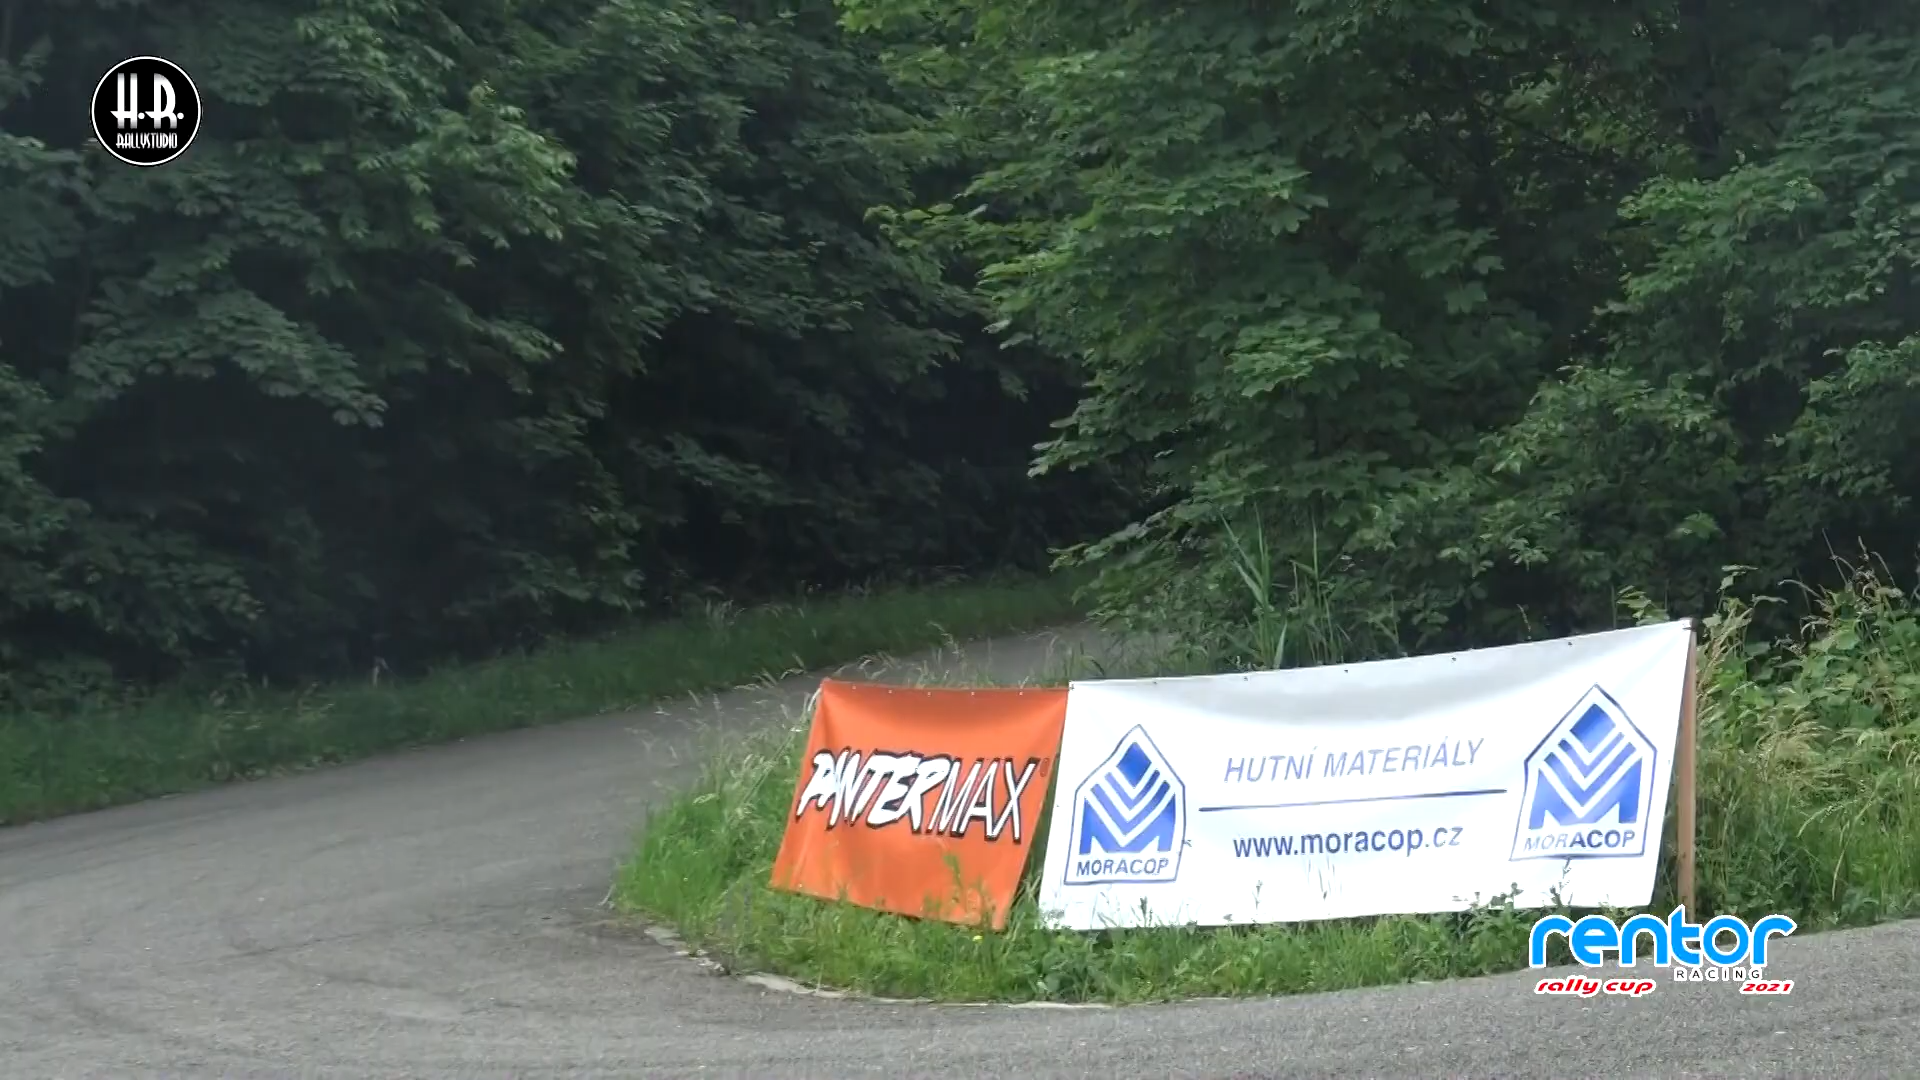 H.R.
RALLYSTUDIO
PANTERMAX®
MORACOP
HUTNÍ MATERIÁLY
www.moracop.cz
MORACOP
rentor
RACING
rally cup 2021